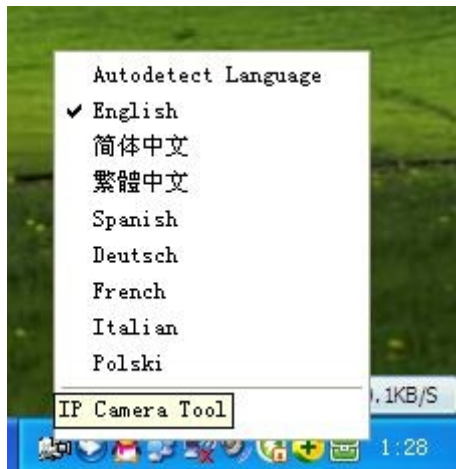 Autodetect Language
English
简体中文
繁體中文
Spanish
Deutsch
French
Italian
Polski
IP Camera Tool
.1KB/S
1:28